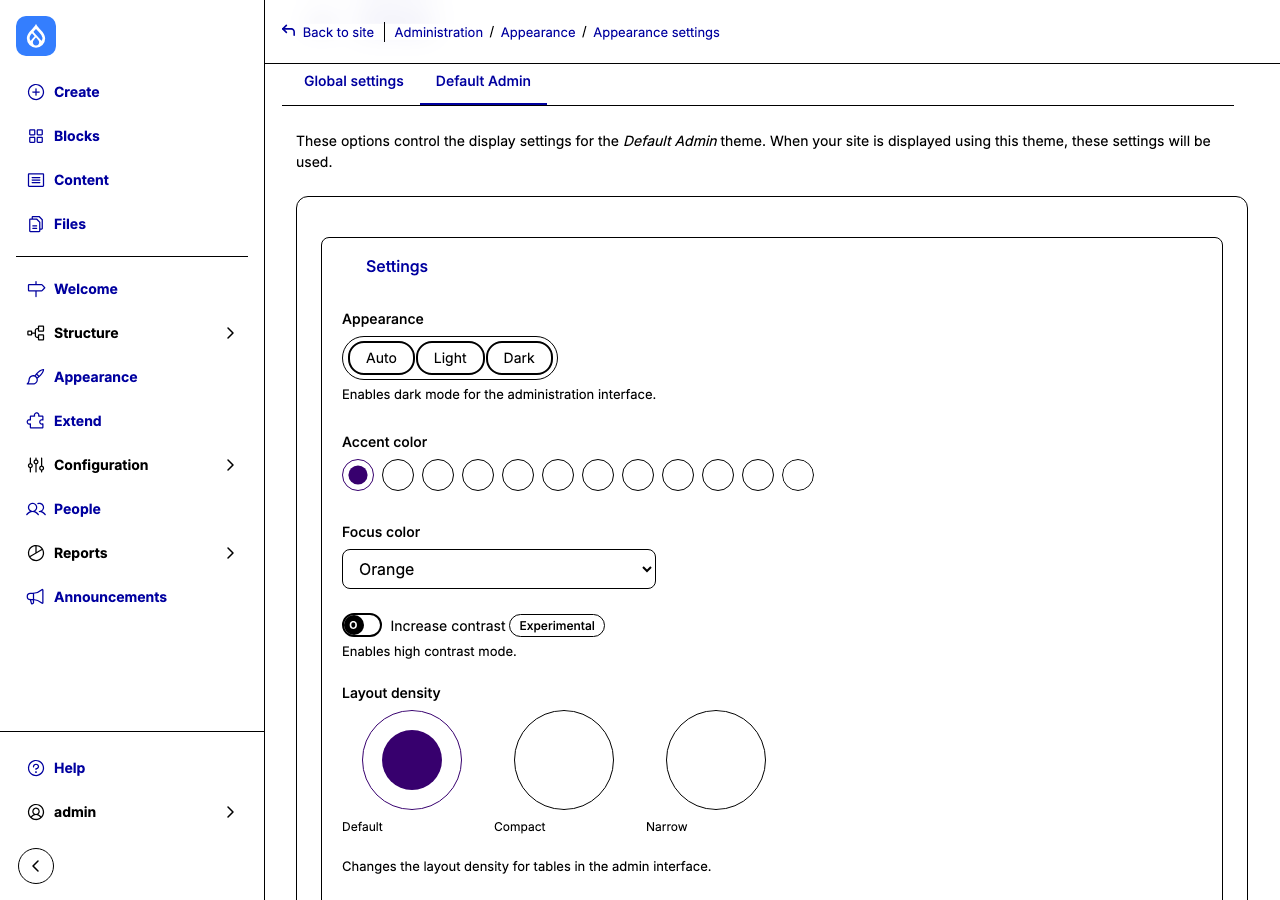 Create
Blocks
Content
Files
Welcome
Structure
Appearance
Extend
Configuration
People
Reports
Announcements
Help
admin
Back to site
Administration / Appearance / Appearance settings
Global settings
Default Admin
These options control the display settings for the Default Admin theme. When your site is displayed using this theme, these settings will be
used.
Settings
Appearance
Auto Light Dark
Enables dark mode for the administration interface.
Accent color
Focus color
Orange
Increase contrast Experimental
Enables high contrast mode.
Layout density
Default Compact Narrow
Changes the layout density for tables in the admin interface.